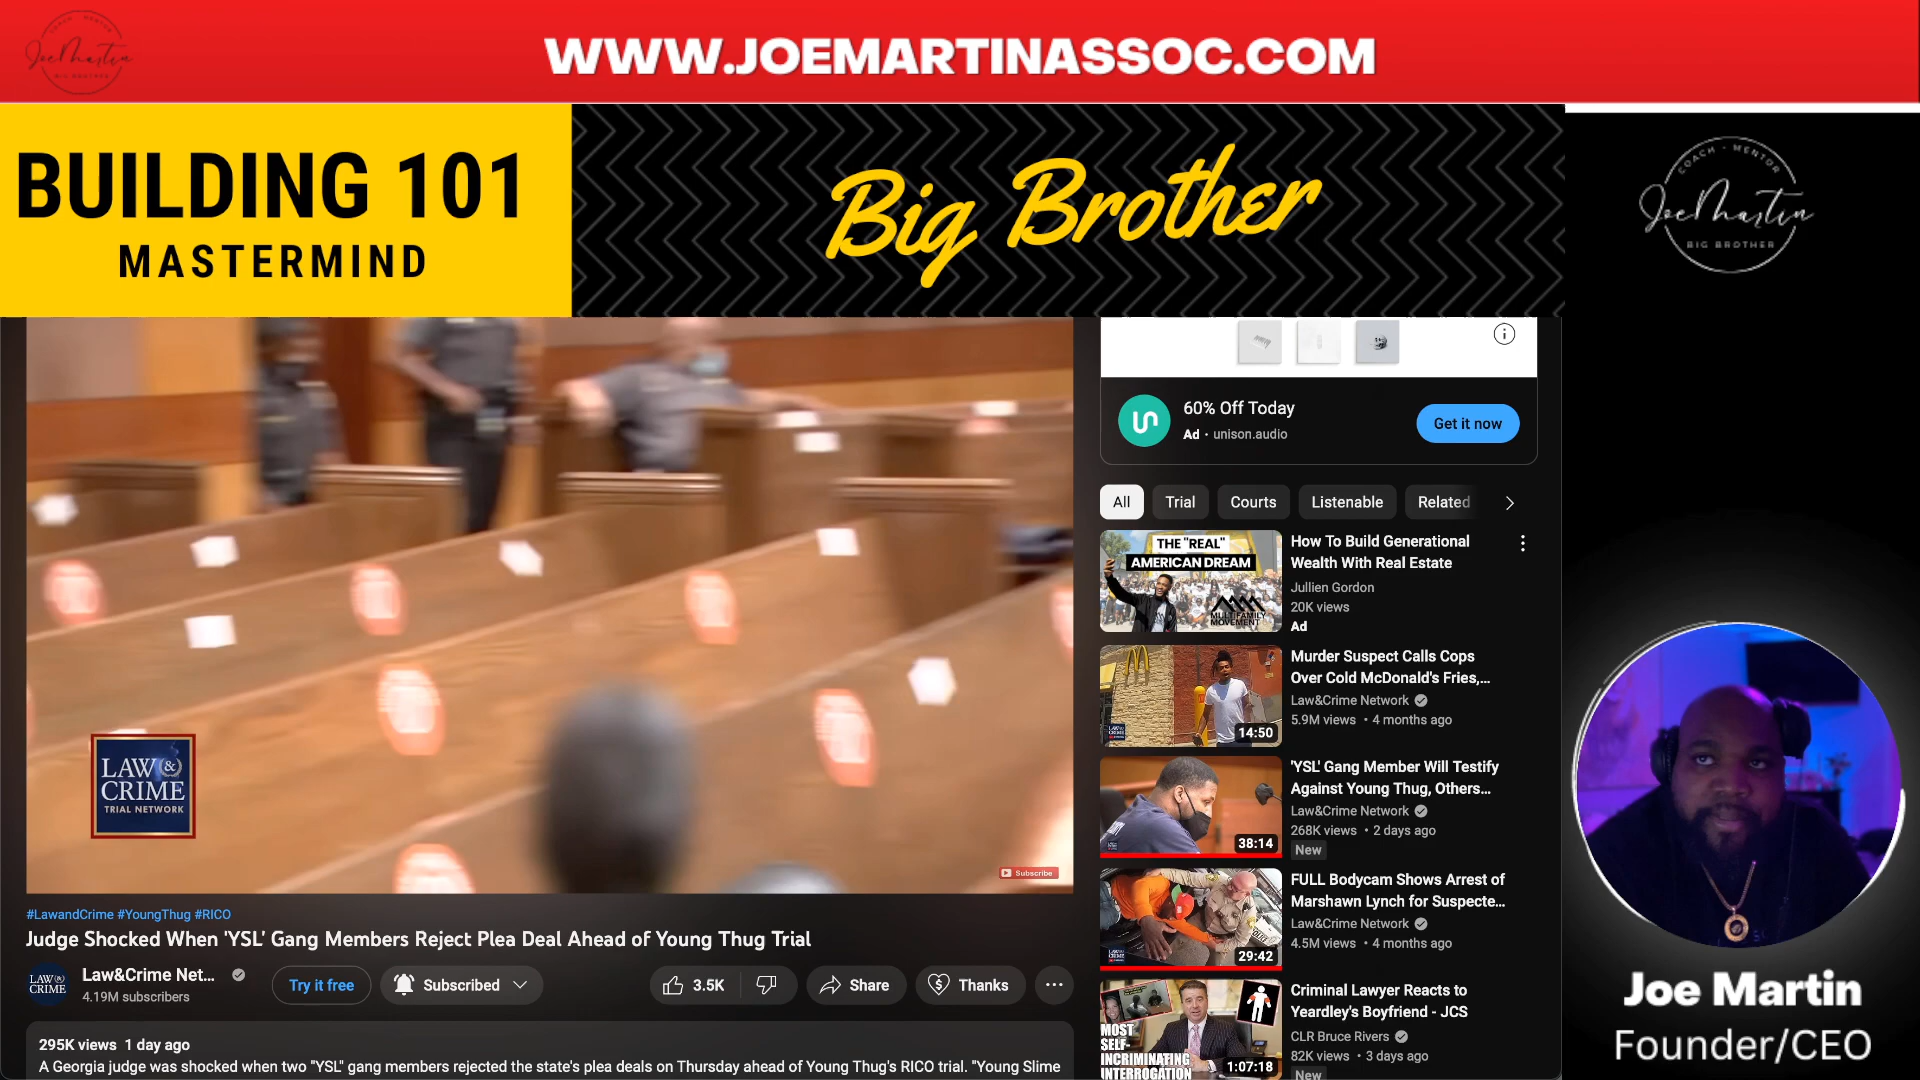 WWW.JOEMARTINASSOC.COM
Joe Martin
BIG BROTHER
BUILDING 101
MASTERMIND
Big Brother
COACH - MENTOR
Joe Martin
BIG BROTHER
60% Off Today
Ad · unison.audio
Get it now
All
Trial
Courts
Listenable
Related
THE "REAL"
AMERICAN DREAM
MULTIFAMILY
MOVEMENT
How To Build Generational
Wealth With Real Estate
Jullien Gordon
20K views
Ad
14:50
Murder Suspect Calls Cops
Over Cold McDonald's Fries,...
Law&Crime Network
5.9M views • 4 months ago
38:14
'YSL' Gang Member Will Testify
Against Young Thug, Others...
Law&Crime Network
268K views • 2 days ago
New
29:42
FULL Bodycam Shows Arrest of
Marshawn Lynch for Suspecte...
Law&Crime Network
4.5M views • 4 months ago
MOST
SELF-
INCRIMINATING
INTERROGATION
1:07:18
Criminal Lawyer Reacts to
Yeardley's Boyfriend - JCS
CLR Bruce Rivers
82K views • 3 days ago
New
LAW &
CRIME
TRIAL NETWORK
Subscribe
#LawandCrime #YoungThug #RICO
Judge Shocked When 'YSL' Gang Members Reject Plea Deal Ahead of Young Thug Trial
LAW &
CRIME
Law&Crime Net...
4.19M subscribers
Try it free
Subscribed
3.5K
Share
Thanks
295K views 1 day ago
A Georgia judge was shocked when two "YSL" gang members rejected the state's plea deals on Thursday ahead of Young Thug's RICO trial. "Young Slime
Joe Martin
Founder/CEO